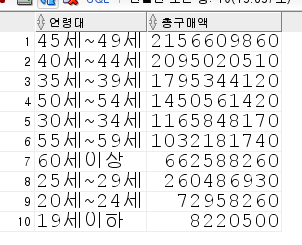 연령대 총구매액
1 45세~49세 2156609860
2 40세~44세 2095020510
3 35세~39세 1795344120
4 50세~54세 1450561420
5 30세~34세 1165848170
6 55세~59세 1032181740
7 60세이상 662588260
8 25세~29세 260486930
9 20세~24세 72958260
10 19세이하 8220500